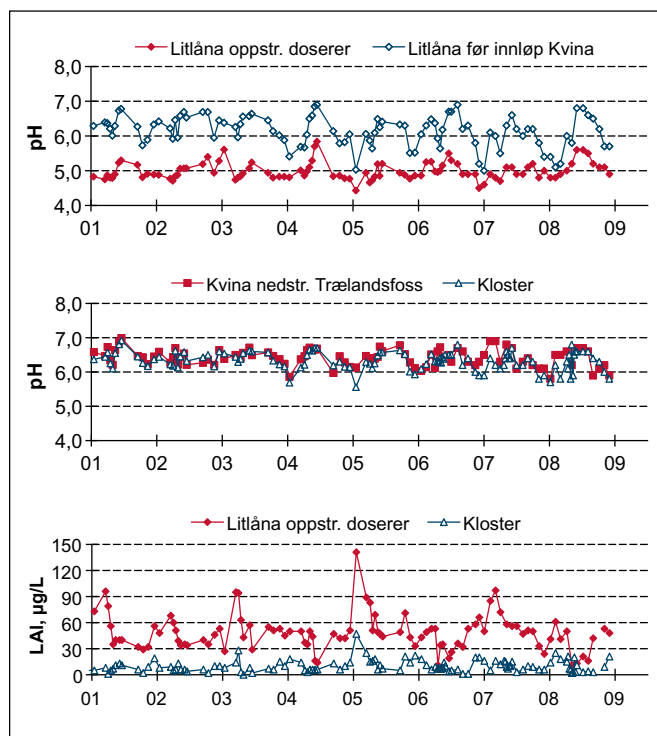 Litlåna oppstr. doserer Litlåna før innløp Kvina
8,0
7,0
6,0
5,0
4,0
pH
01 02 03 04 05 06 07 08 09
Kvina nedstr. Trælandsfoss Kloster
8,0
7,0
6,0
5,0
4,0
pH
01 02 03 04 05 06 07 08 09
Litlåna oppstr. doserer Kloster
150
120
90
60
30
0
LAl, µg/L
01 02 03 04 05 06 07 08 09